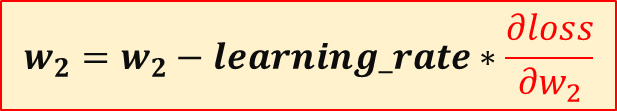 w₂ = w₂ − learning_rate * ∂loss/∂w₂